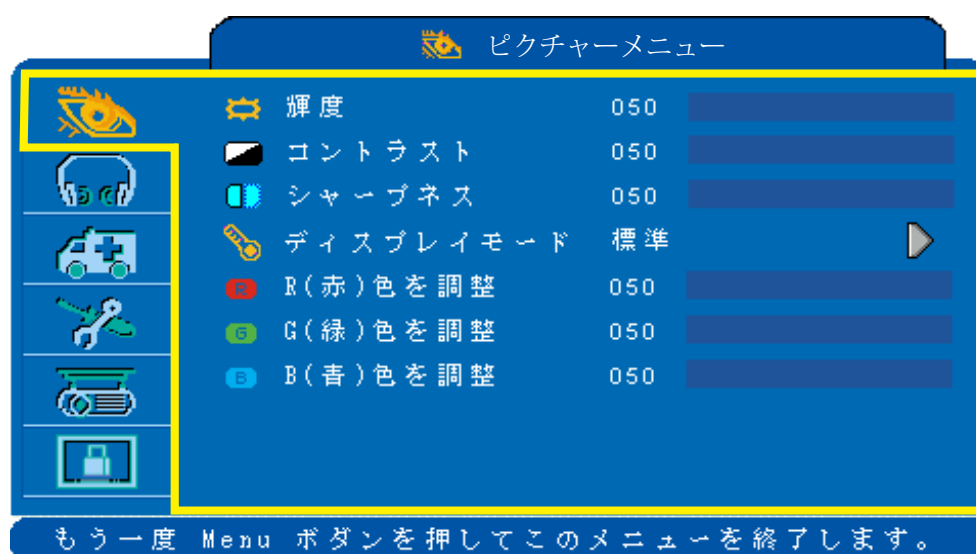 ピクチャーメニュー
輝度 050
コントラスト 050
シャープネス 050
ディスプレイモード 標準
R R(赤)色を調整 050
G G(緑)色を調整 050
B B(青)色を調整 050
もう一度 Menu ボダンを押してこのメニューを終了します。